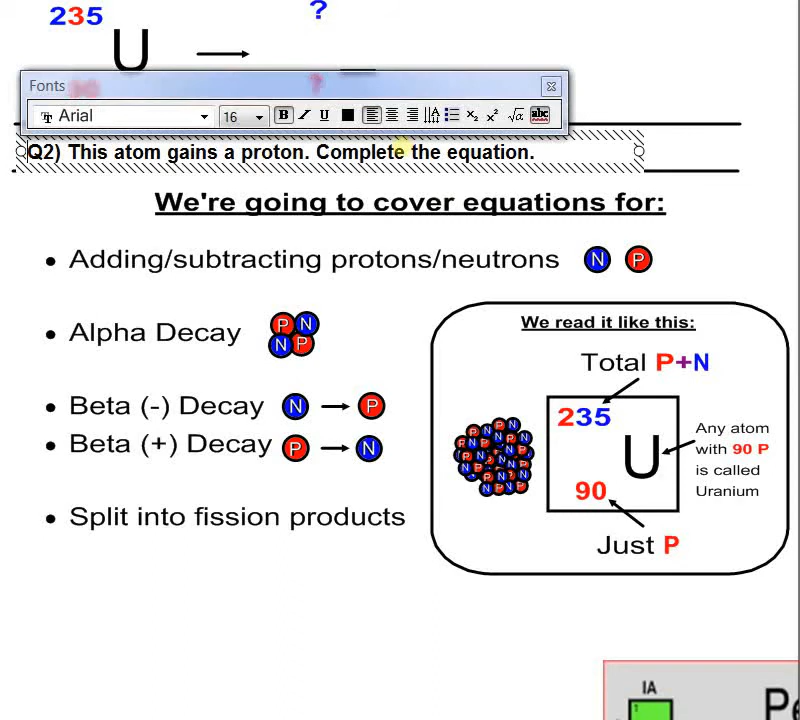 235 ?
U
Fonts 90 ?
Arial 16 B I U abc
Q2) This atom gains a proton. Complete the equation.
We're going to cover equations for:
• Adding/subtracting protons/neutrons N P
• Alpha Decay P N N P
We read it like this:
Total P+N
• Beta (-) Decay N P
235
U
Any atom
with 90 P
is called
Uranium
• Beta (+) Decay P N
90
• Split into fission products
Just P
IA
1